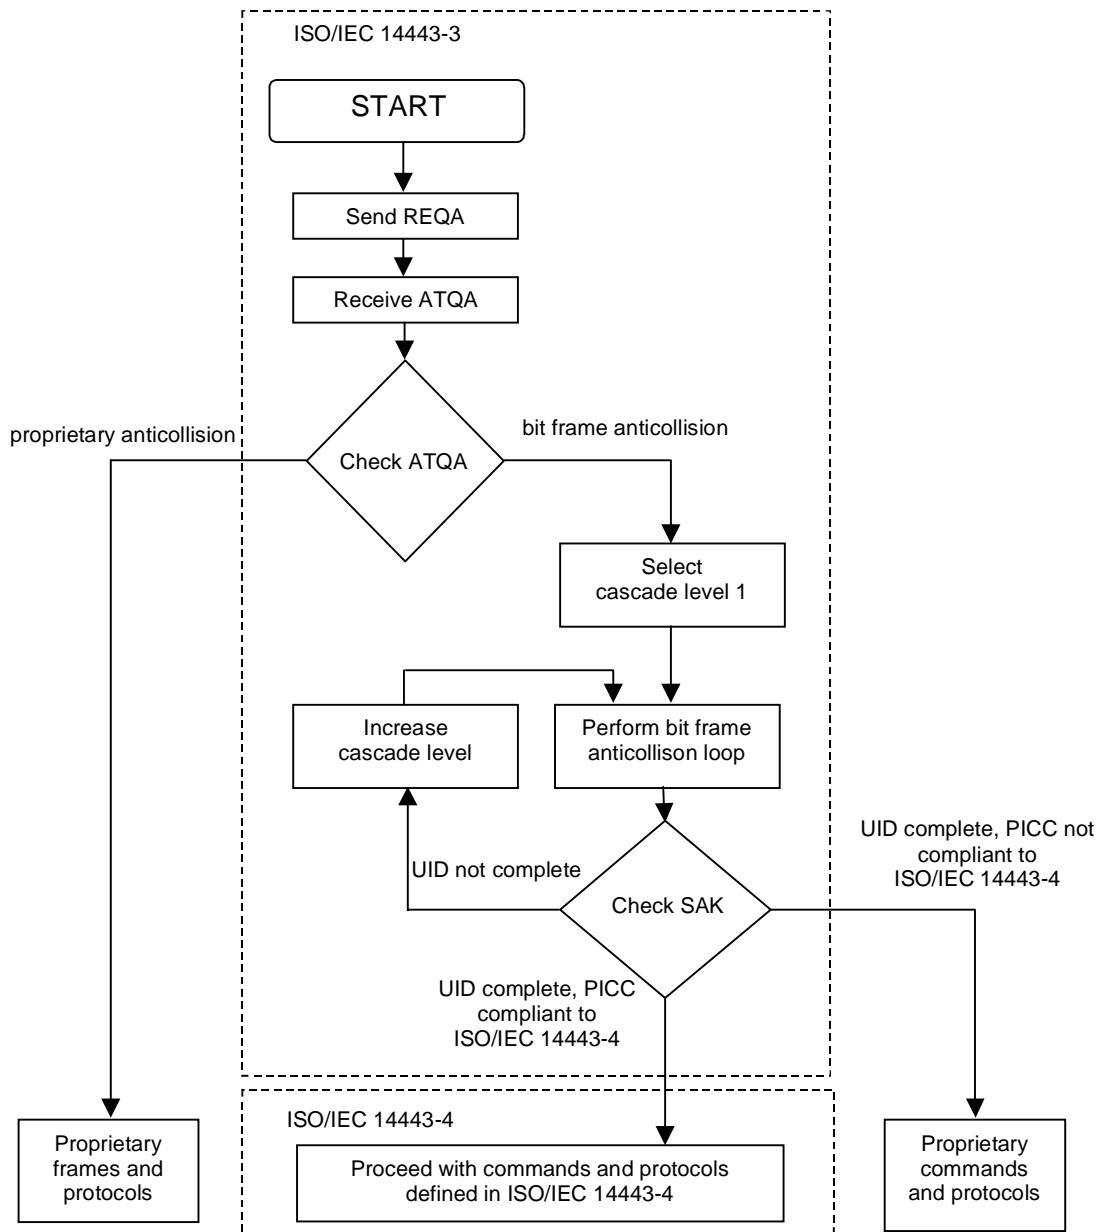 ISO/IEC 14443-3
START
Send REQA
Receive ATQA
proprietary anticollision
bit frame anticollision
Check ATQA
Select
cascade level 1
Increase
cascade level
Perform bit frame
anticollison loop
UID not complete
Check SAK
UID complete, PICC not
compliant to
ISO/IEC 14443-4
UID complete, PICC
compliant to
ISO/IEC 14443-4
ISO/IEC 14443-4
Proprietary
frames and
protocols
Proceed with commands and protocols
defined in ISO/IEC 14443-4
Proprietary
commands
and protocols